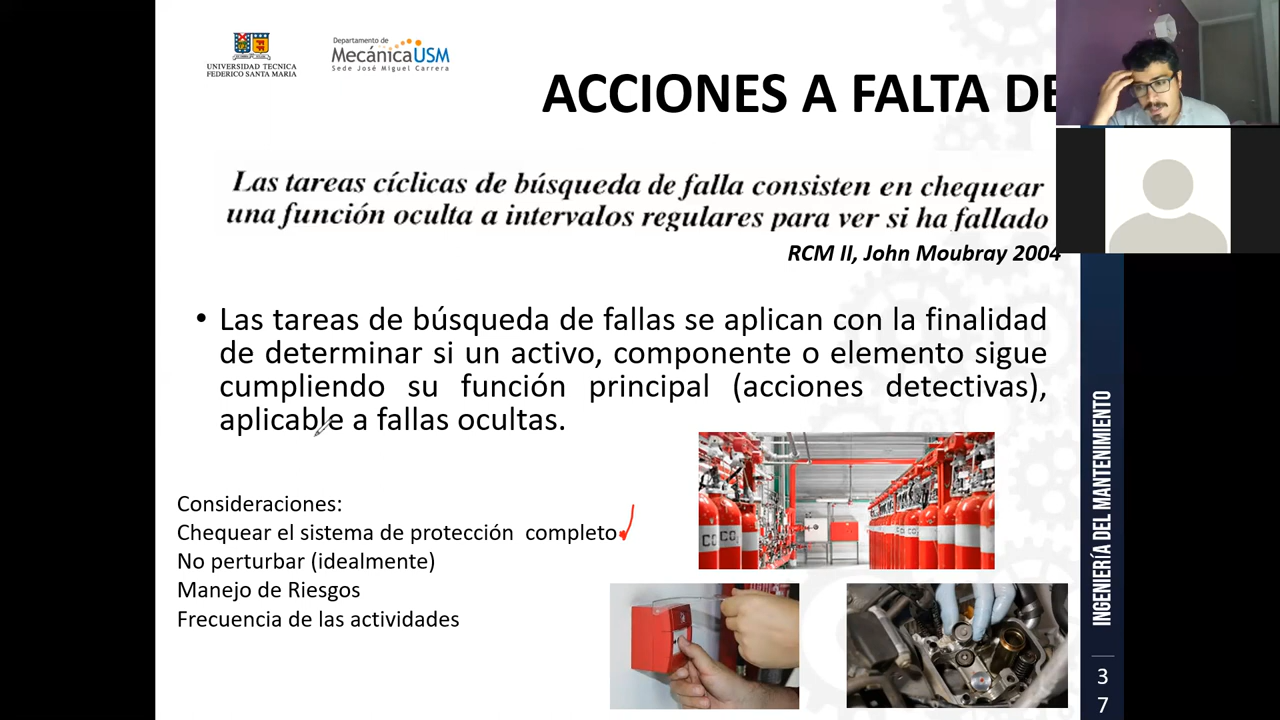 UNIVERSIDAD TECNICA
FEDERICO SANTA MARIA
Departamento de
MecánicaUSM
Sede José Miguel Carrera
ACCIONES A FALTA DE
Las tareas cíclicas de búsqueda de falla consisten en chequear
una función oculta a intervalos regulares para ver si ha fallado
RCM II, John Moubray 2004
• Las tareas de búsqueda de fallas se aplican con la finalidad
de determinar si un activo, componente o elemento sigue
cumpliendo su función principal (acciones detectivas),
aplicable a fallas ocultas.
Consideraciones:
Chequear el sistema de protección completo
No perturbar (idealmente)
Manejo de Riesgos
Frecuencia de las actividades
INGENIERÍA DEL MANTENIMIENTO
3
7